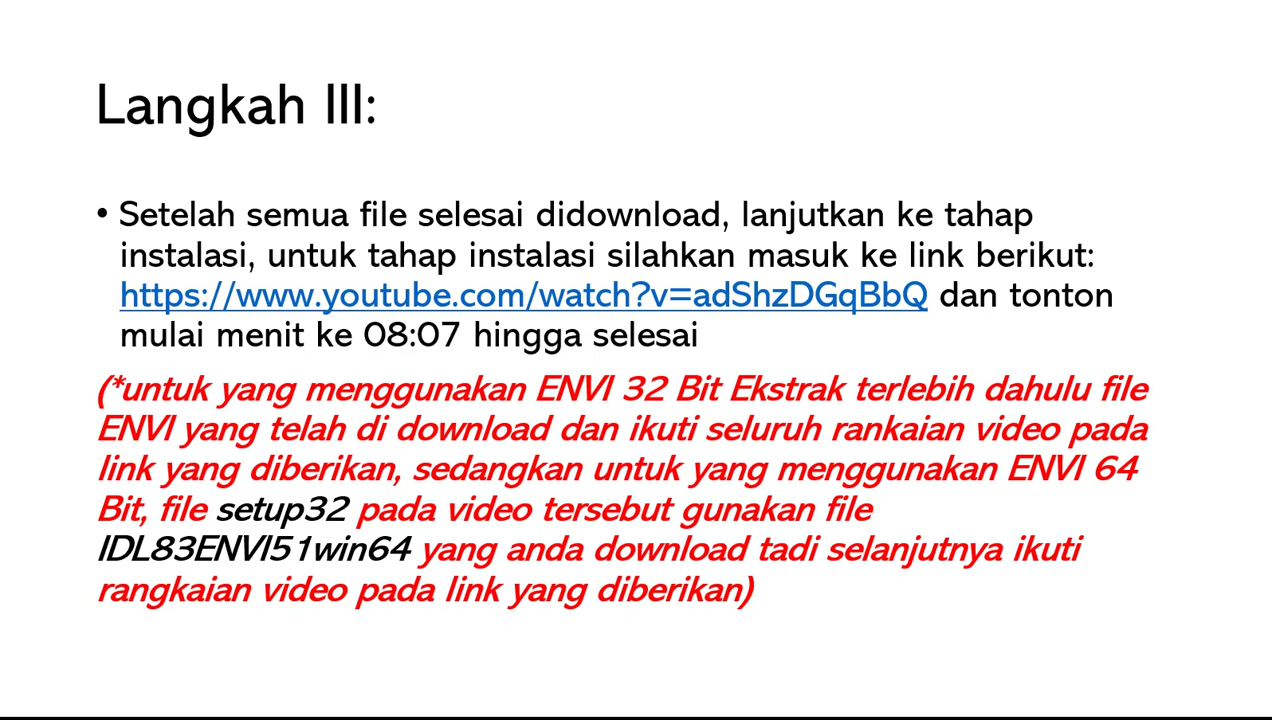 Langkah III:
• Setelah semua file selesai didownload, lanjutkan ke tahap
instalasi, untuk tahap instalasi silahkan masuk ke link berikut:
https://www.youtube.com/watch?v=adShzDGqBbQ dan tonton
mulai menit ke 08:07 hingga selesai
(*untuk yang menggunakan ENVI 32 Bit Ekstrak terlebih dahulu file
ENVI yang telah di download dan ikuti seluruh rankaian video pada
link yang diberikan, sedangkan untuk yang menggunakan ENVI 64
Bit, file setup32 pada video tersebut gunakan file
IDL83ENVI51win64 yang anda download tadi selanjutnya ikuti
rangkaian video pada link yang diberikan)